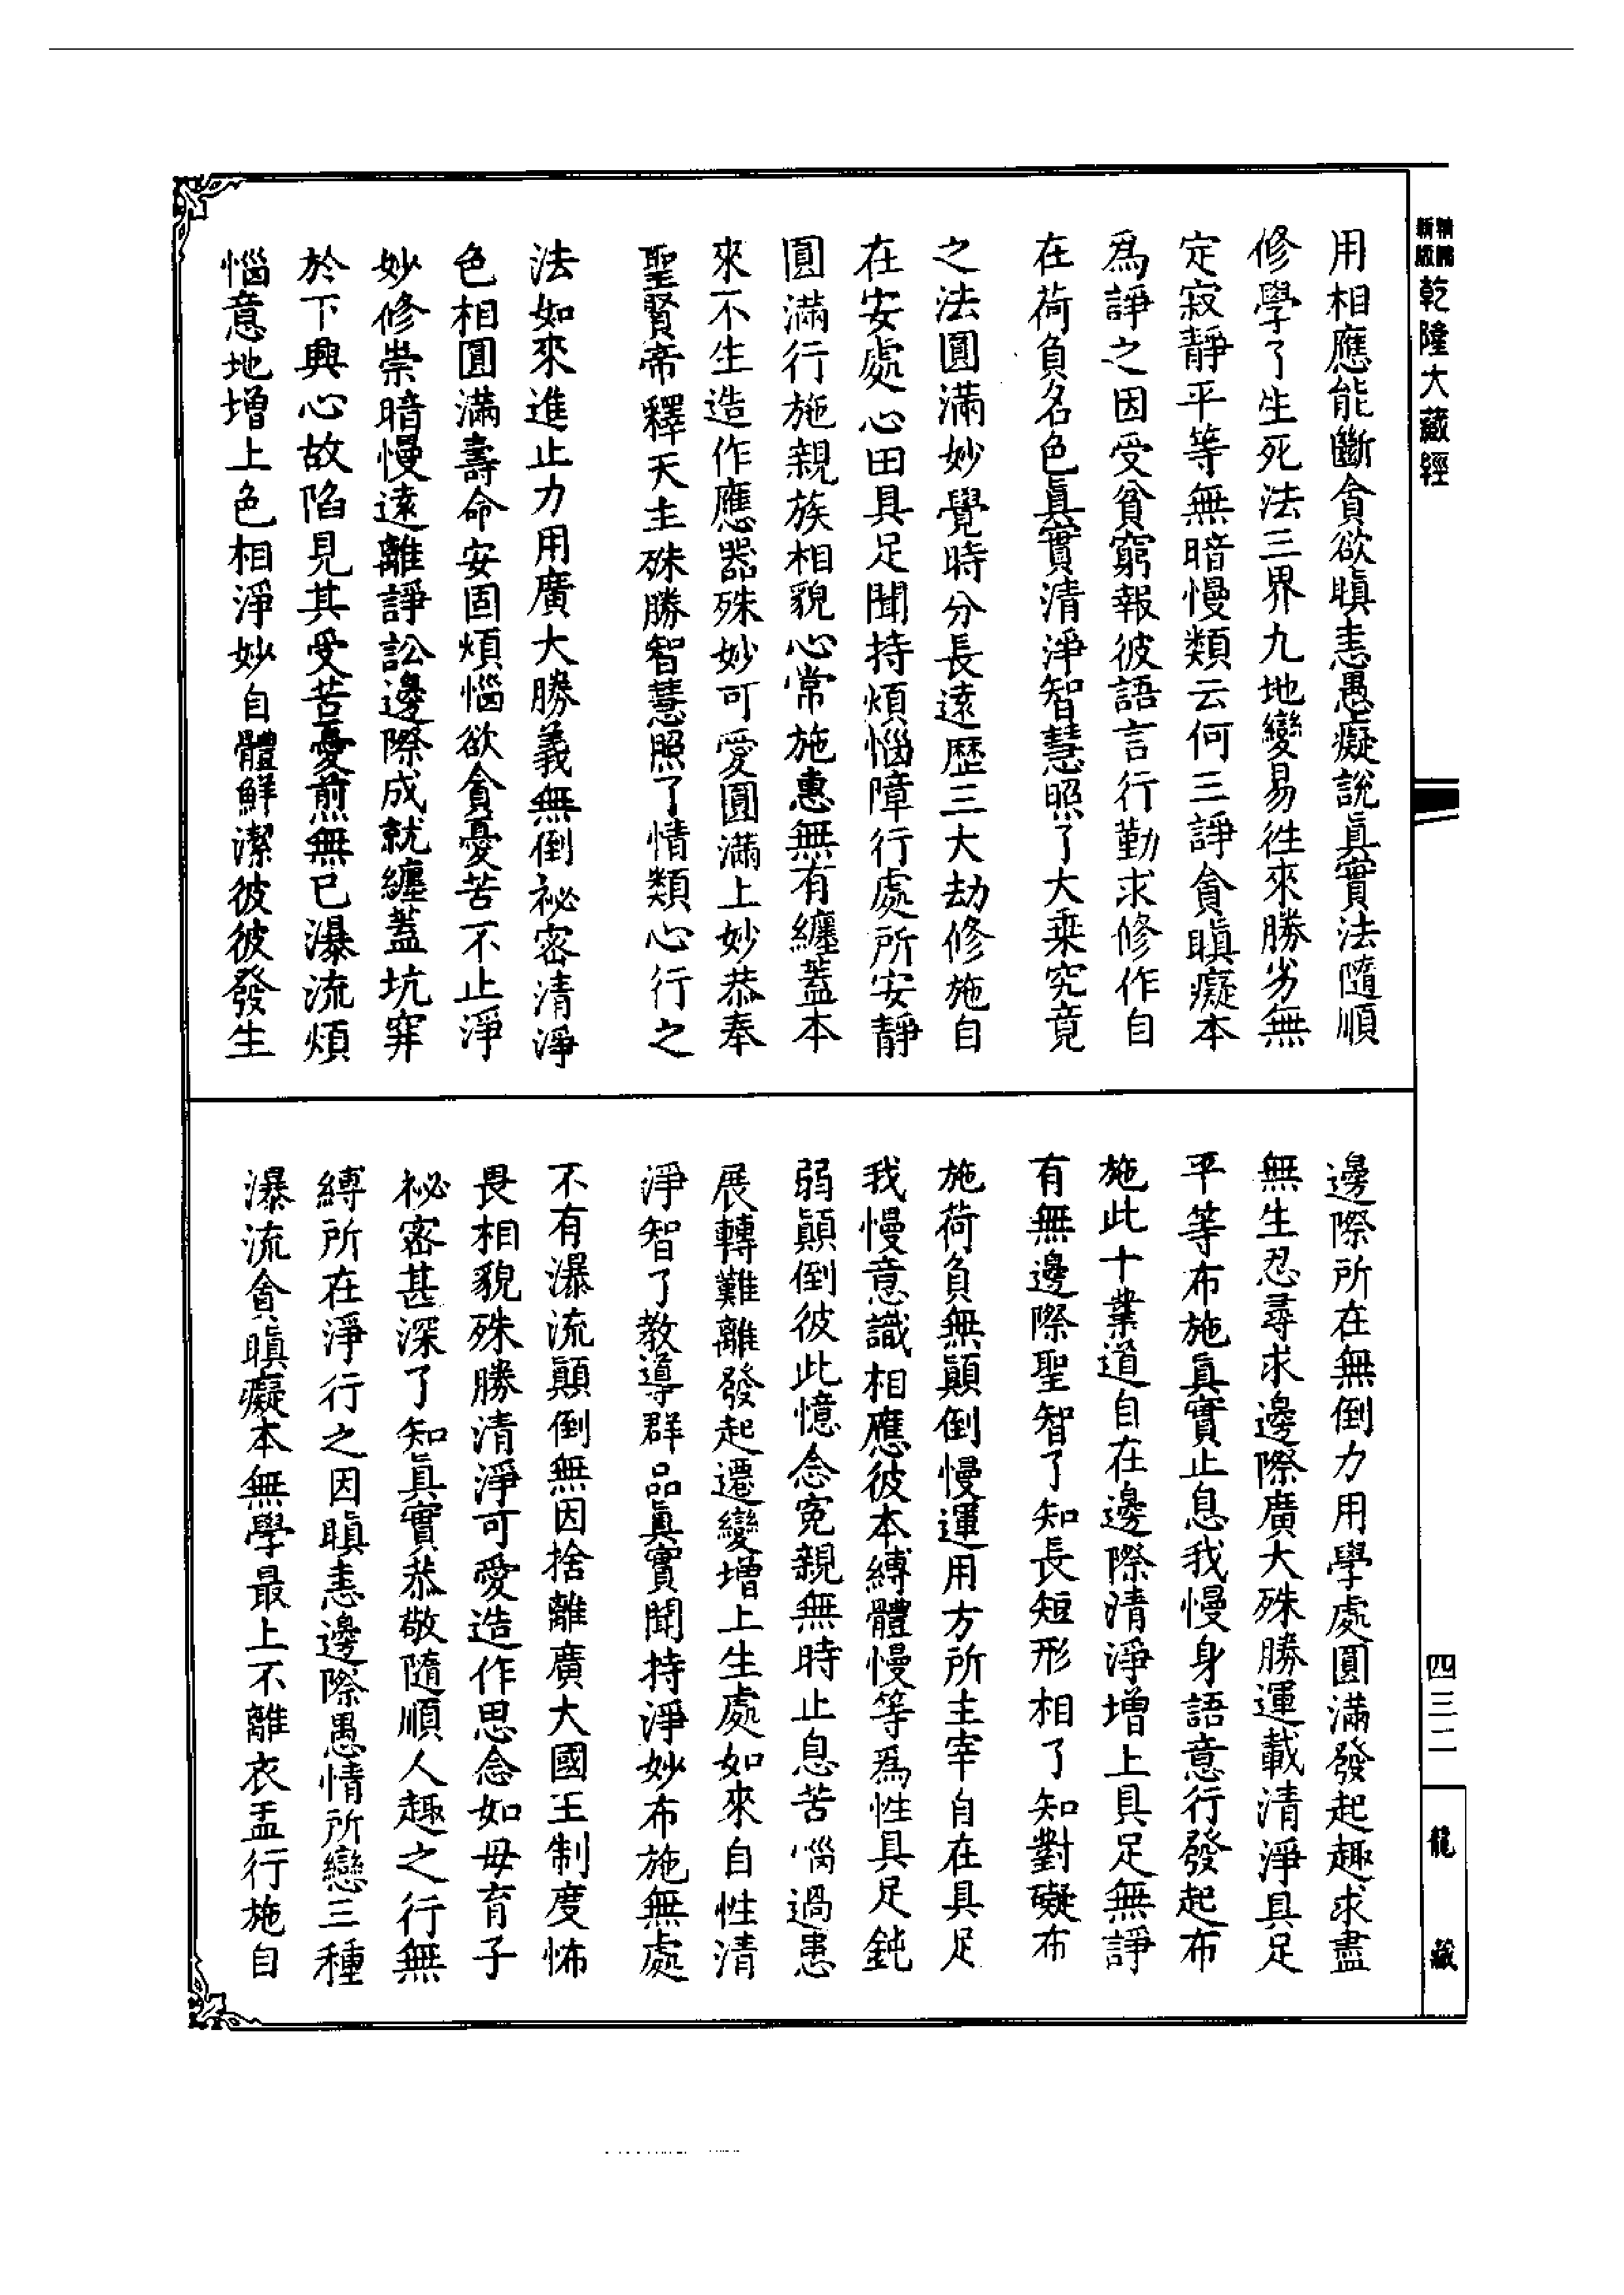 精縮新版乾隆大藏經
用相應能斷貪欲瞋恚愚癡說眞實法隨順
修學了生死法三界九地變易徃來勝劣無
定寂靜平等無暗慢類云何三諍貪瞋癡本
爲諍之因受貧窮報彼語言行勤求修作自
在荷負名色眞實清淨智慧照了大乗究竟
之法圓滿妙覺時分長遠歷三大劫修施自
在安處心田具足聞持煩惱障行處所安靜
圓滿行施親族相貌心常施惠無有纏蓋本
來不生造作應器殊妙可愛圓滿上妙恭奉
聖賢帝釋天主殊勝智慧照了情類心行之
法如來進止力用廣大勝義無倒祕密清淨
色相圓滿壽命安固煩惱欲貪憂苦不止淨
妙修崇暗慢遠離諍訟邊際成就纏蓋坑穽
於下興心故陷見其受苦憂煎無已瀑流煩
惱意地增上色相淨妙自體鮮潔彼彼發生
邊際所在無倒力用學處圓滿發起趣求盡
無生忍尋求邊際廣大殊勝運載清淨具足
平等布施眞實止息我慢身語意行發起布
施此十業道自在邊際清淨增上具足無諍
有無邊際聖智了知長短形相了知對礙布
施荷負無顚倒慢運用方所主宰自在具足
我慢意識相應彼本縛體慢等爲性具足鈍
弱顚倒彼此憶念寃親無時止息苦惱過患
展轉難離發起遷變增上生處如來自性清
淨智了教導群品眞實聞持淨妙布施無處
不有瀑流顚倒無因捨離廣大國王制度怖
畏相貌殊勝清淨可愛造作思念如母育子
祕密甚深了知眞實恭敬隨順人趣之行無
縛所在淨行之因瞋恚邊際愚情所戀三種
瀑流貪瞋癡本無學最上不離衣盂行施自
四三二
龍藏